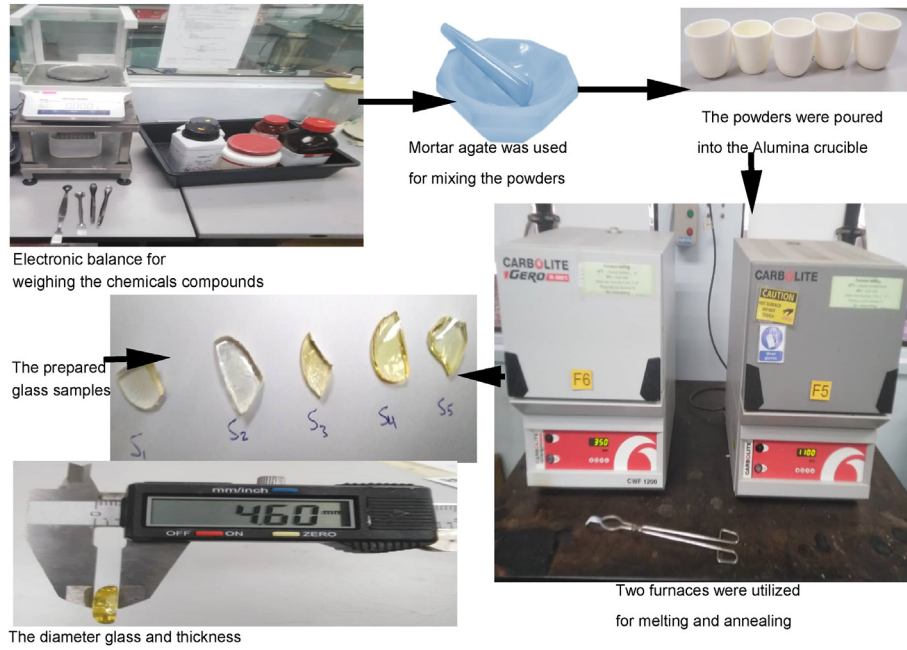 Electronic balance for
weighing the chemicals compounds
Mortar agate was used
for mixing the powders
The powders were poured
into the Alumina crucible
CARBOLITE
GERO
F6
350
CARBOLITE
CWF 1200
CARBOLITE
CAUTION
F5
1100
CARBOLITE
Two furnaces were utilized
for melting and annealing
The prepared
glass samples
S1
S2
S3
S4
S5
mm/inch
4.60 mm
OFF ON ZERO
The diameter glass and thickness